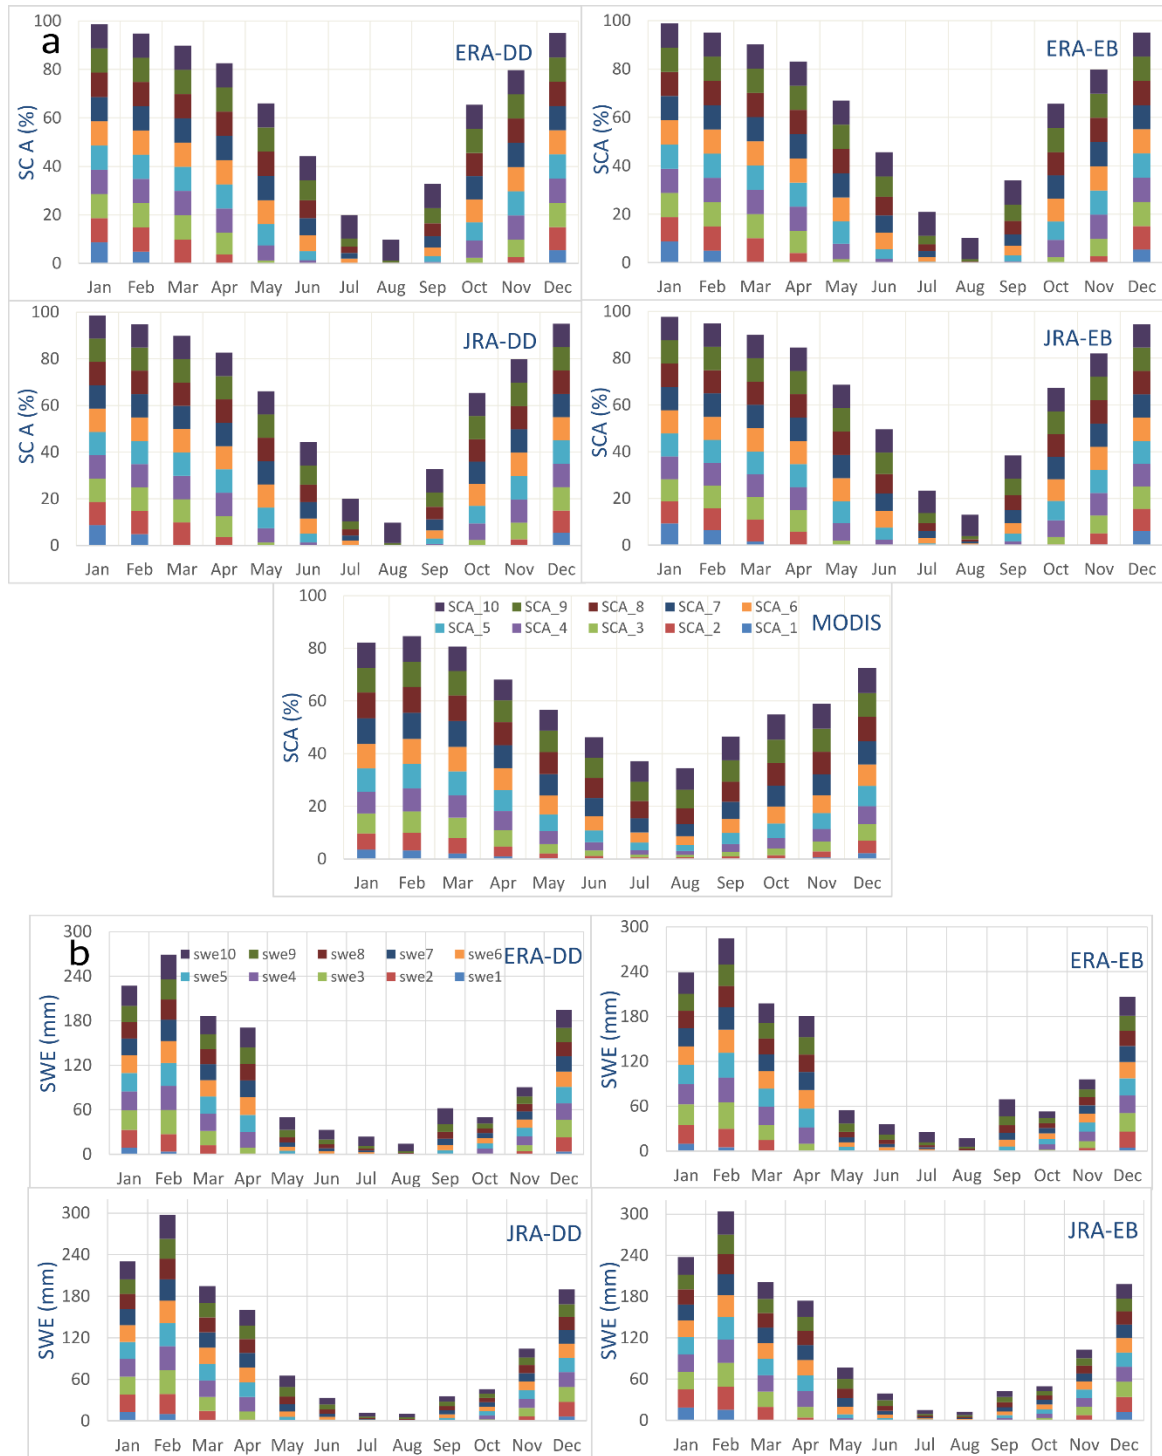 a
ERA-DD
SC A (%)
100
80
60
40
20
0
Jan Feb Mar Apr May Jun Jul Aug Sep Oct Nov Dec
ERA-EB
SCA (%)
100
80
60
40
20
0
Jan Feb Mar Apr May Jun Jul Aug Sep Oct Nov Dec
JRA-DD
SC A (%)
100
80
60
40
20
0
Jan Feb Mar Apr May Jun Jul Aug Sep Oct Nov Dec
JRA-EB
SCA (%)
100
80
60
40
20
0
Jan Feb Mar Apr May Jun Jul Aug Sep Oct Nov Dec
SCA_10 SCA_9 SCA_8 SCA_7 SCA_6
SCA_5 SCA_4 SCA_3 SCA_2 SCA_1
MODIS
SCA (%)
100
80
60
40
20
0
Jan Feb Mar Apr May Jun Jul Aug Sep Oct Nov Dec
b
swe10 swe9 swe8 swe7 swe6
swe5 swe4 swe3 swe2 swe1
ERA-DD
SWE (mm)
300
240
180
120
60
0
Jan Feb Mar Apr May Jun Jul Aug Sep Oct Nov Dec
ERA-EB
SWE (mm)
300
240
180
120
60
0
Jan Feb Mar Apr May Jun Jul Aug Sep Oct Nov Dec
JRA-DD
SWE (mm)
300
240
180
120
60
0
Jan Feb Mar Apr May Jun Jul Aug Sep Oct Nov Dec
JRA-EB
SWE (mm)
300
240
180
120
60
0
Jan Feb Mar Apr May Jun Jul Aug Sep Oct Nov Dec